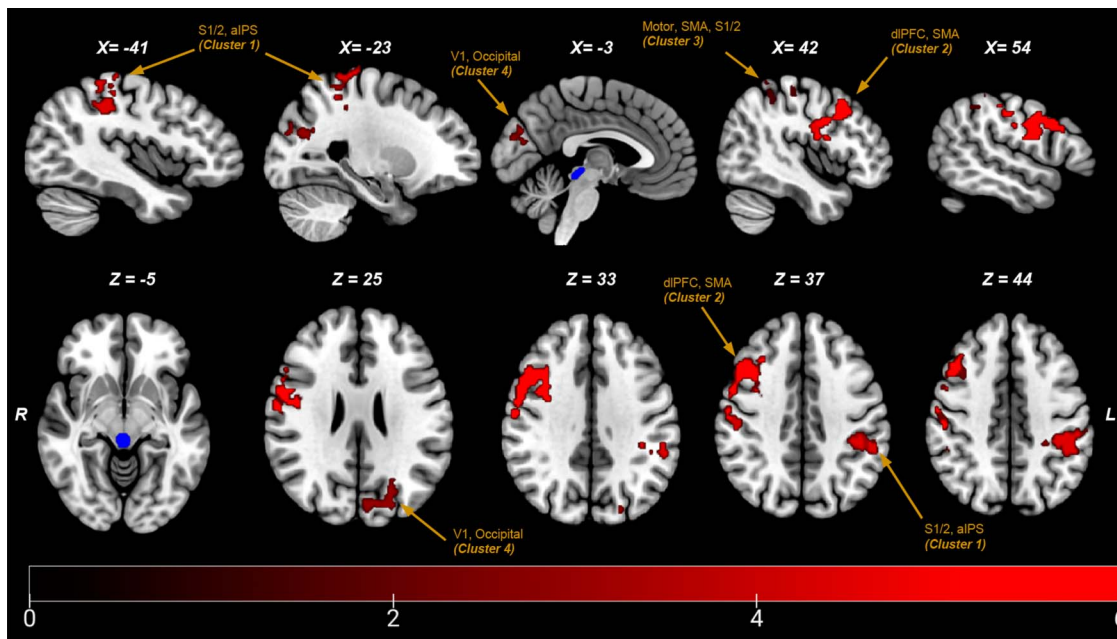 S1/2, aIPS
(Cluster 1)
Motor, SMA, S1/2
(Cluster 3)
dlPFC, SMA
(Cluster 2)
V1, Occipital
(Cluster 4)
X= -41
X= -23
X= -3
X= 42
X= 54
Z = -5
Z = 25
Z = 33
dlPFC, SMA
(Cluster 2)
Z = 37
Z = 44
R
L
V1, Occipital
(Cluster 4)
S1/2, aIPS
(Cluster 1)
0
2
4